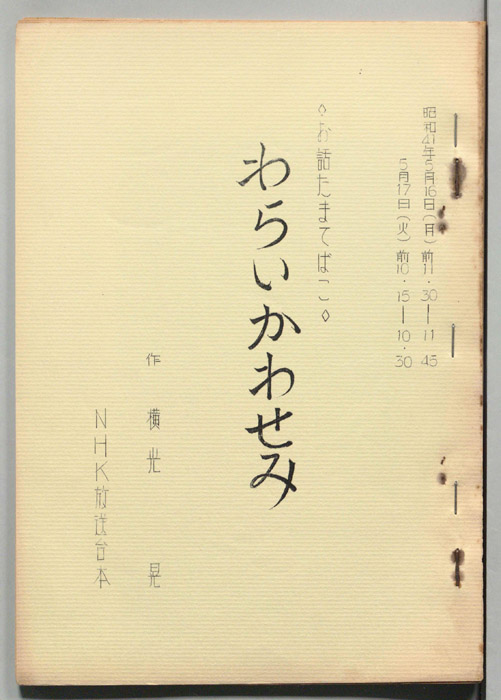 昭和41年5月16日(月)前11・30―11・45
5月17日(火)前10・15―10・30
◇お話たまてばこ◇
わらいかわせみ
作 横光 晃
NHK放送台本